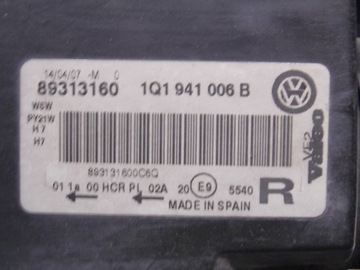 14/04/07 -M 0
89313160 1Q1 941 006 B
W5W
PY21W
H7
H7
893131600C6Q
01 1a 00 HCR PL 02A 20 E9 5540 R
MADE IN SPAIN
VE2
Valeo